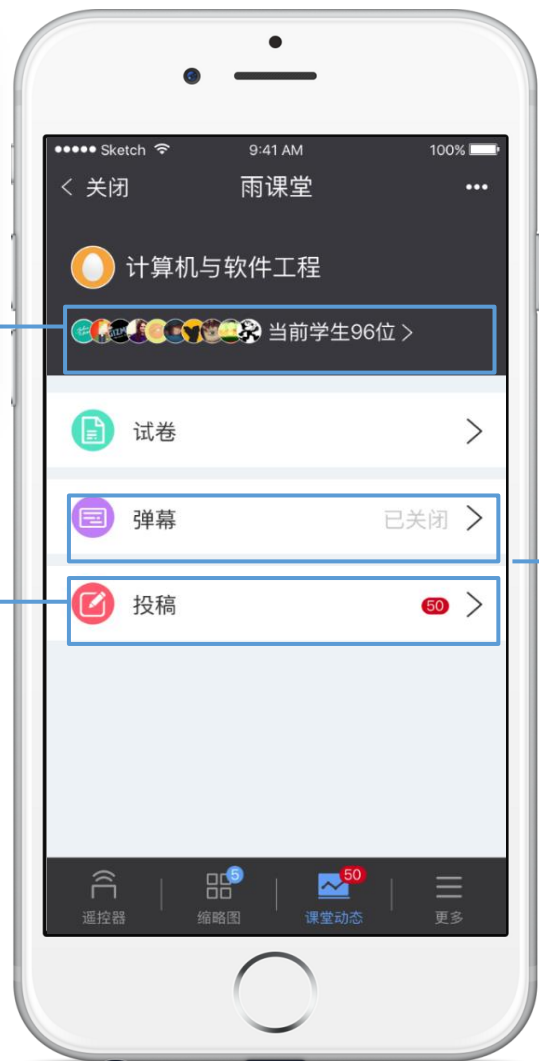 Sketch
9:41 AM
100%
< 关闭
雨课堂
计算机与软件工程
当前学生96位 >
试卷
弹幕
已关闭
投稿
50
5
50
遥控器
缩略图
课堂动态
更多